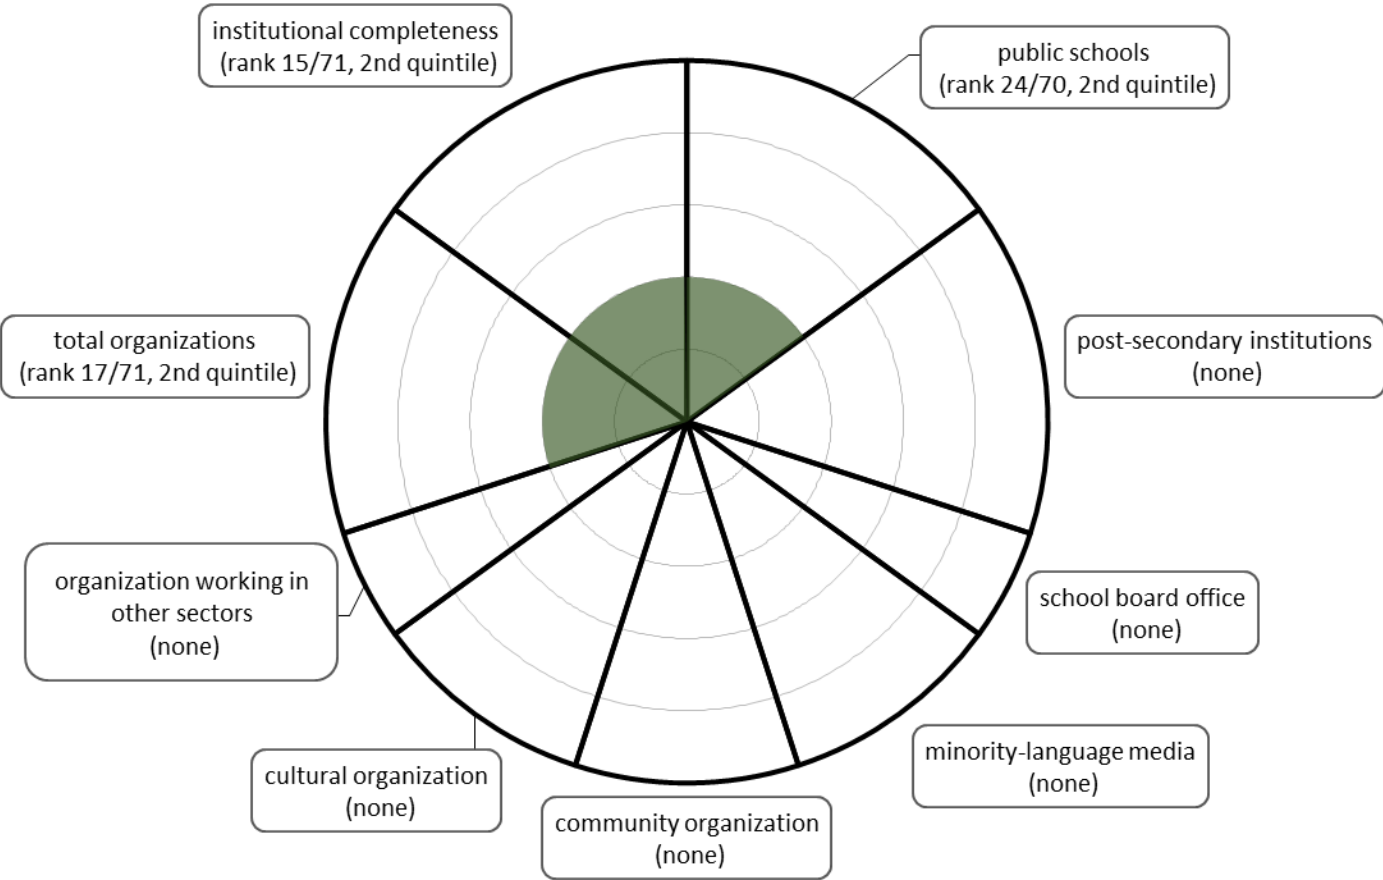 institutional completeness
(rank 15/71, 2nd quintile)
public schools
(rank 24/70, 2nd quintile)
total organizations
(rank 17/71, 2nd quintile)
post-secondary institutions
(none)
organization working in
other sectors
(none)
school board office
(none)
minority-language media
(none)
cultural organization
(none)
community organization
(none)